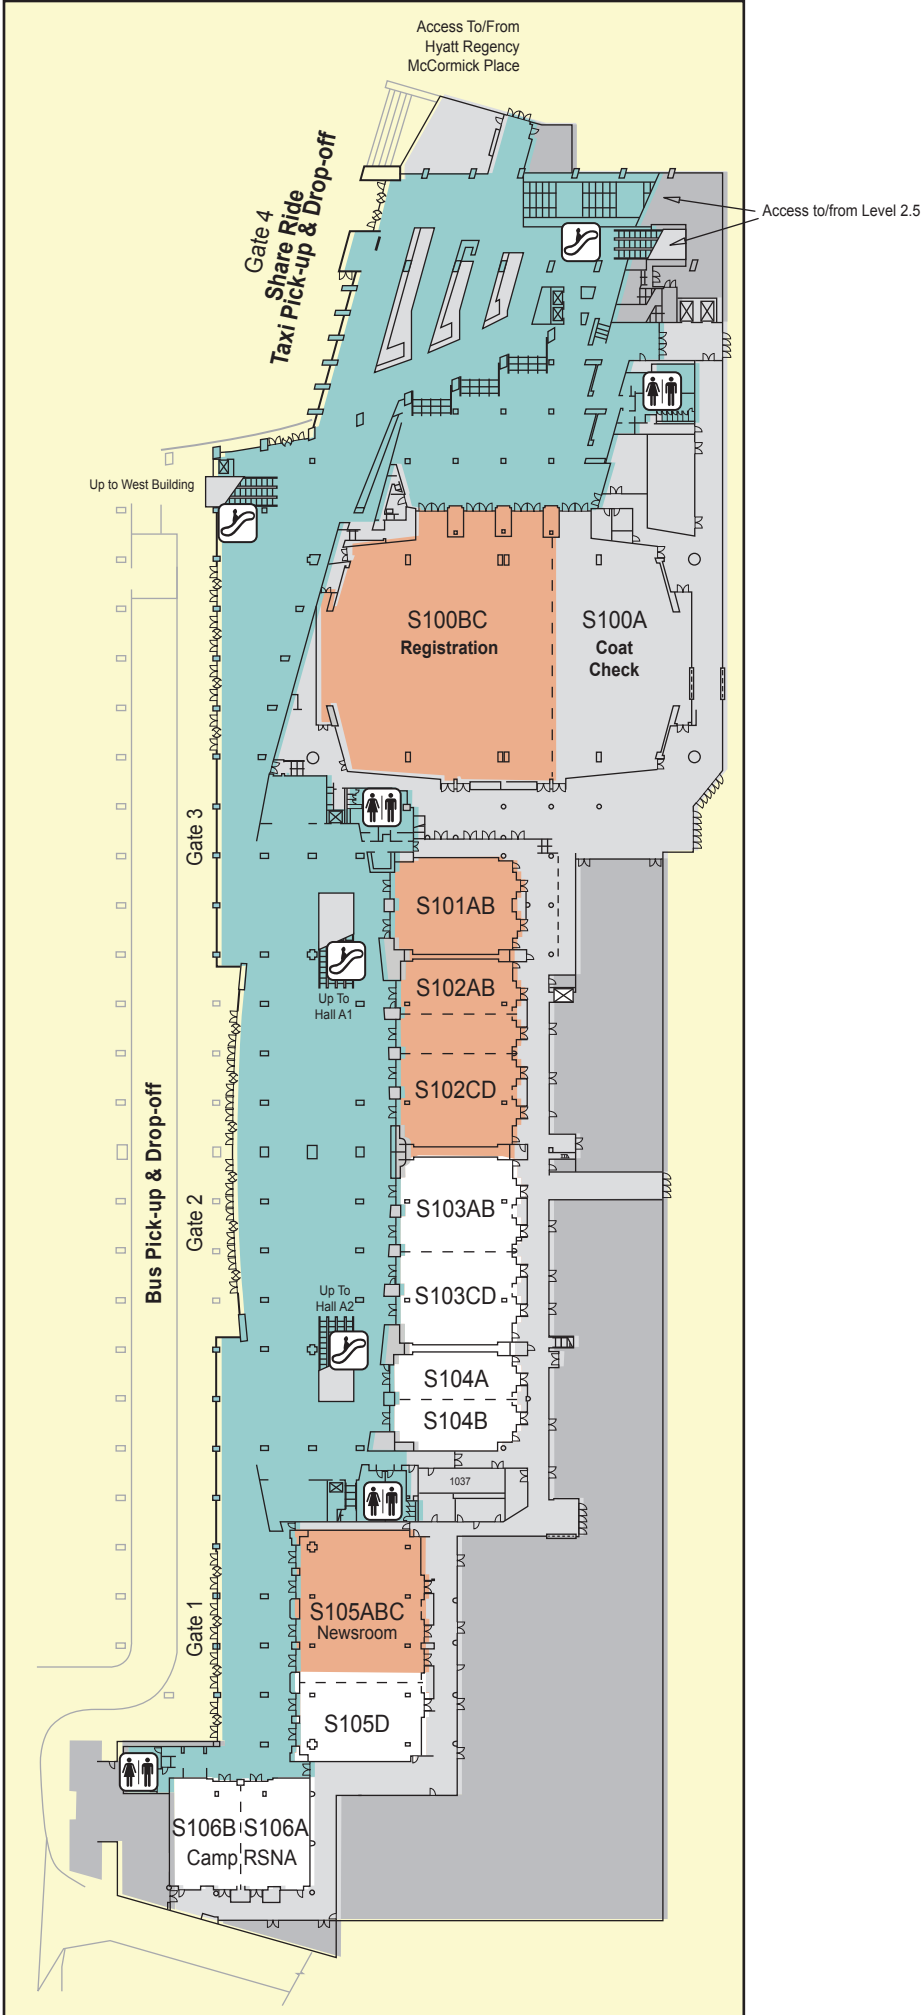 Access To/From
Hyatt Regency
McCormick Place
Gate 4
Share Ride
Taxi Pick-up & Drop-off
Access to/from Level 2.5
Up to West Building
S100BC
Registration
S100A
Coat
Check
Gate 3
S101AB
S102AB
Up To
Hall A1
S102CD
Bus Pick-up & Drop-off
Gate 2
S103AB
S103CD
Up To
Hall A2
S104A
S104B
1037
Gate 1
S105ABC
Newsroom
S105D
S106B S106A
Camp RSNA